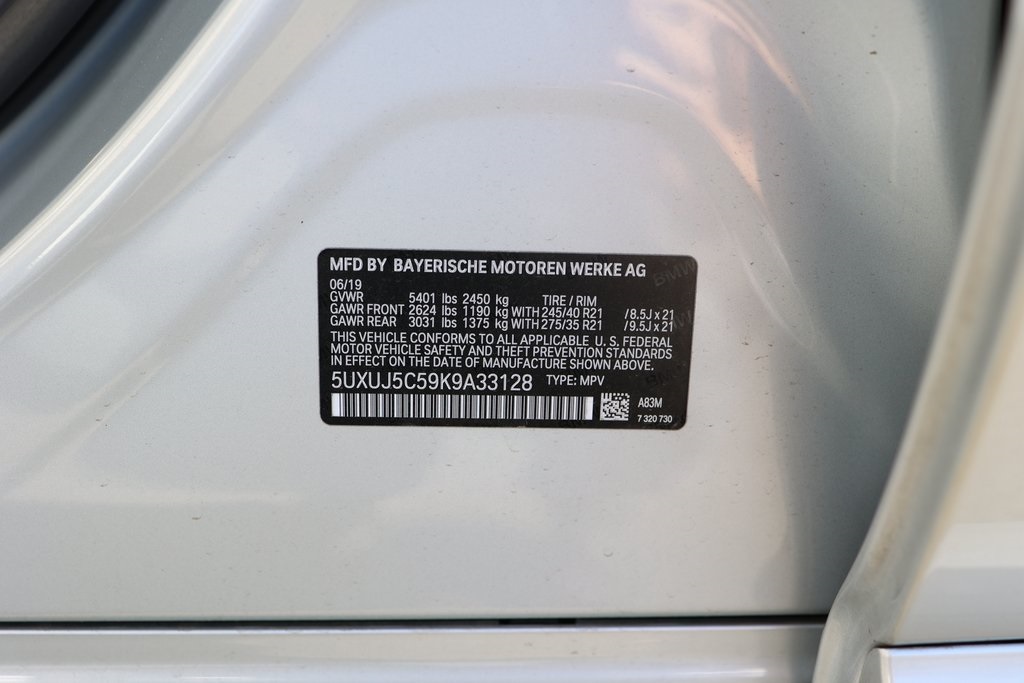 MFD BY BAYERISCHE MOTOREN WERKE AG
06/19
GVWR 5401 lbs 2450 kg TIRE / RIM
GAWR FRONT 2624 lbs 1190 kg WITH 245/40 R21 / 8.5J x 21
GAWR REAR 3031 lbs 1375 kg WITH 275/35 R21 / 9.5J x 21
THIS VEHICLE CONFORMS TO ALL APPLICABLE U. S. FEDERAL
MOTOR VEHICLE SAFETY AND THEFT PREVENTION STANDARDS
IN EFFECT ON THE DATE OF MANUFACTURE SHOWN ABOVE.
5UXUJ5C59K9A33128 TYPE: MPV
A83M
7 320 730